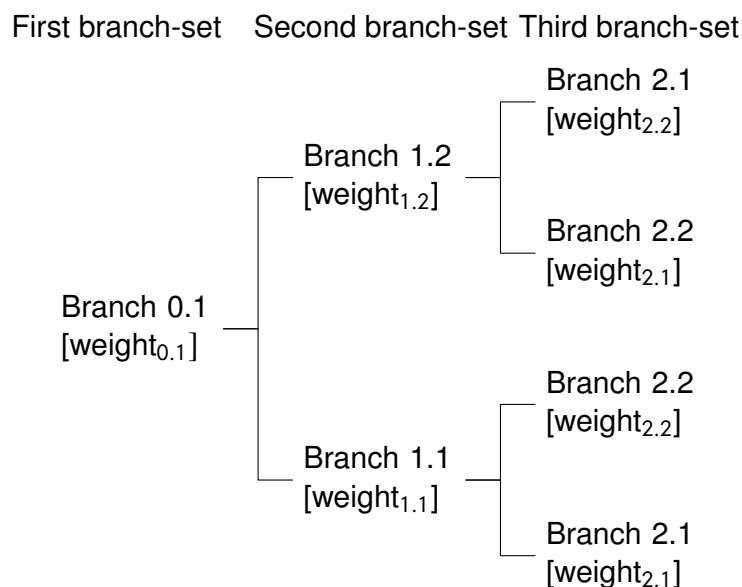 First branch-set Second branch-set Third branch-set
Branch 2.1
[weight2.2]
Branch 1.2
[weight1.2]
Branch 2.2
[weight2.1]
Branch 0.1
[weight0.1]
Branch 2.2
[weight2.2]
Branch 1.1
[weight1.1]
Branch 2.1
[weight2.1]